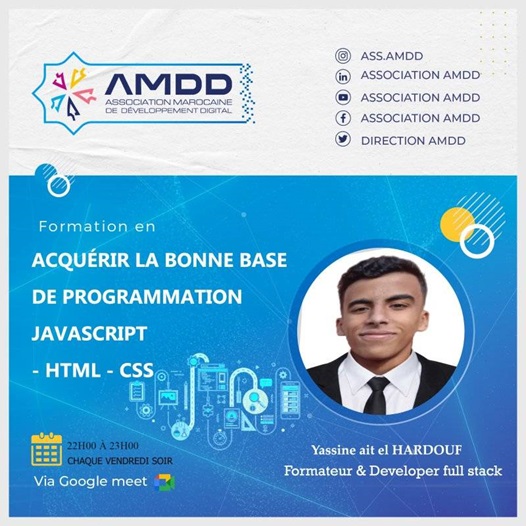 AMDD
ASSOCIATION MAROCAINE
DE DÉVELOPPEMENT DIGITAL
ASS.AMDD
ASSOCIATION AMDD
ASSOCIATION AMDD
ASSOCIATION AMDD
DIRECTION AMDD
Formation en
ACQUÉRIR LA BONNE BASE
DE PROGRAMMATION
JAVASCRIPT
- HTML - CSS
22H00 À 23H00
CHAQUE VENDREDI SOIR
Via Google meet
Yassine ait el HARDOUF
Formateur & Developer full stack